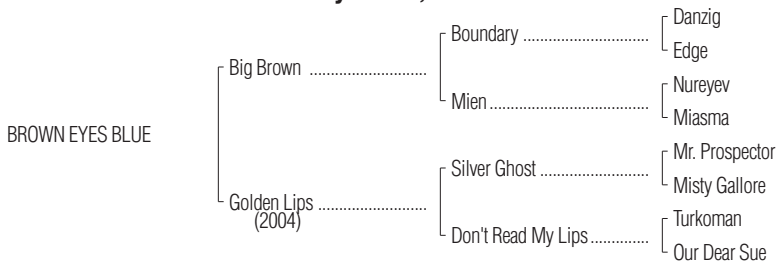 Danzig
Boundary ..............................
Edge
Big Brown ............................
Nureyev
Mien ......................................
Miasma
BROWN EYES BLUE
Mr. Prospector
Silver Ghost ..........................
Misty Gallore
Golden Lips ..........................
(2004)
Turkoman
Don't Read My Lips ..............
Our Dear Sue